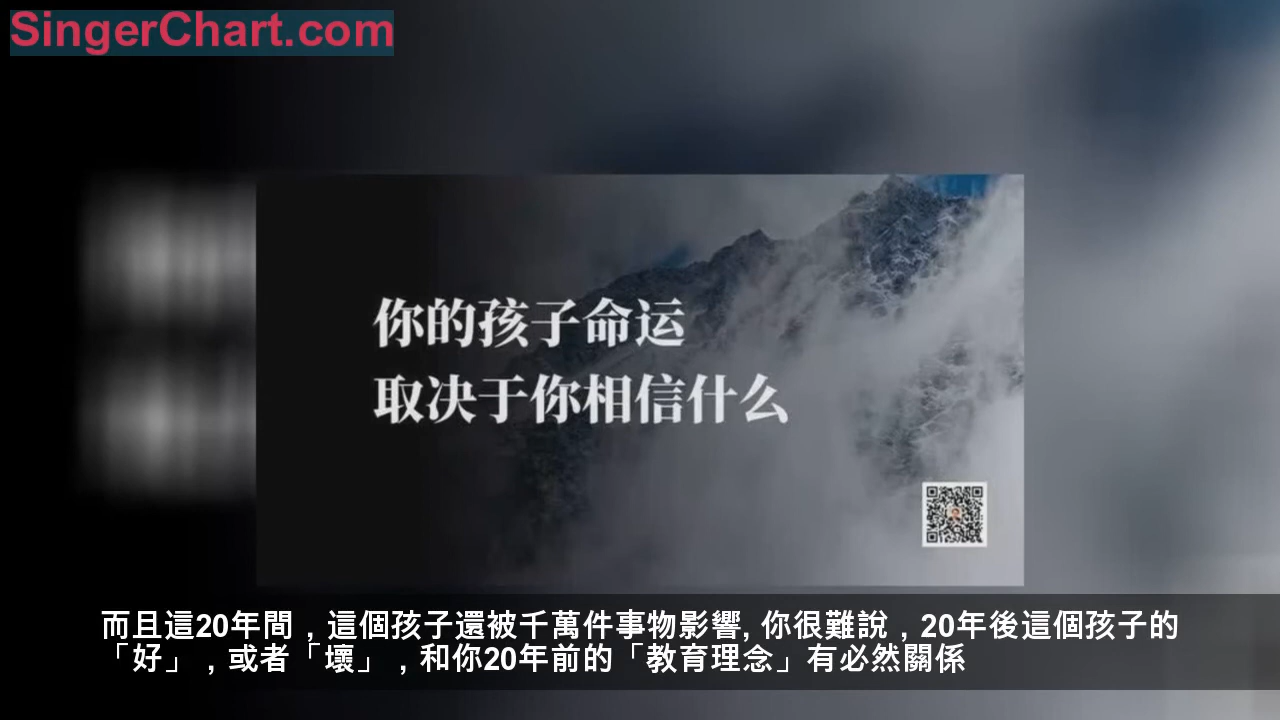 SingerChart.com
你的孩子命运
取决于你相信什么
而且這20年間，這個孩子還被千萬件事物影響, 你很難說，20年後這個孩子的
「好」，或者「壞」，和你20年前的「教育理念」有必然關係